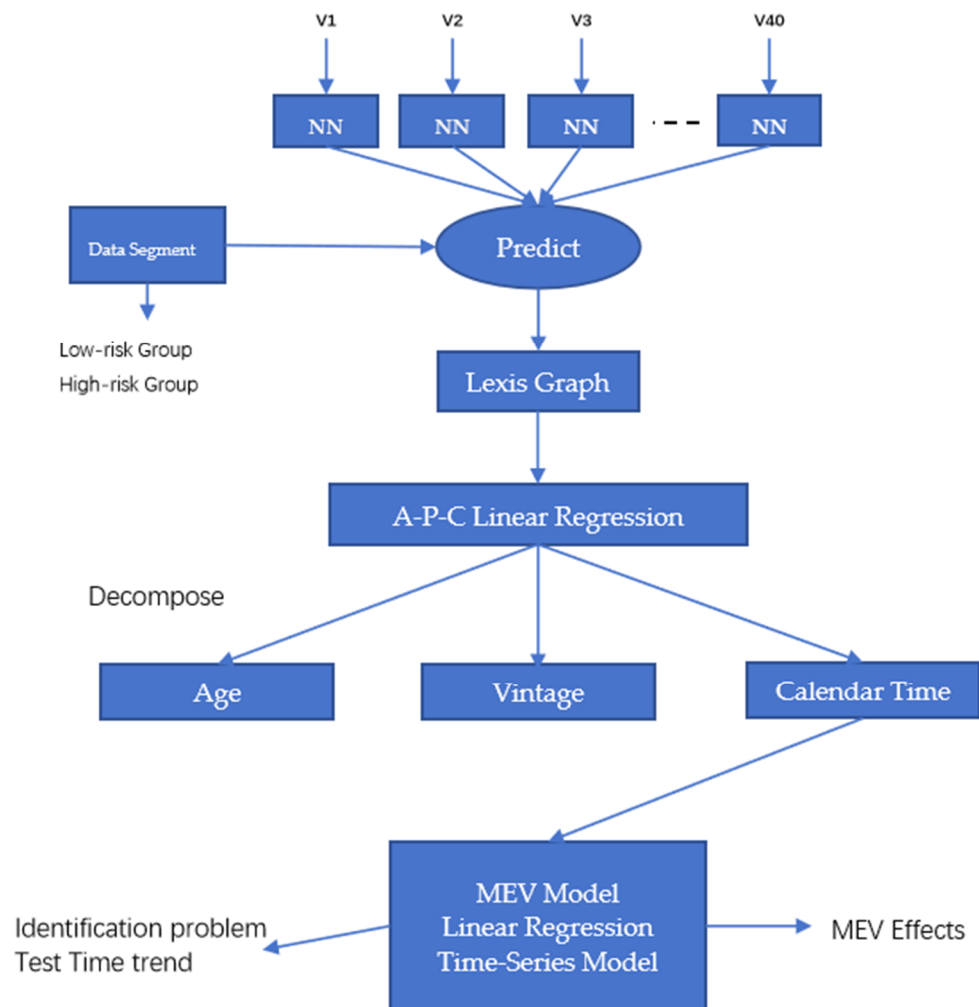 V1 V2 V3 V40
NN NN NN NN
Predict
Data Segment
Low-risk Group
High-risk Group
Lexis Graph
A-P-C Linear Regression
Decompose
Age Vintage Calendar Time
MEV Model
Linear Regression
Time-Series Model
Identification problem
Test Time trend
MEV Effects